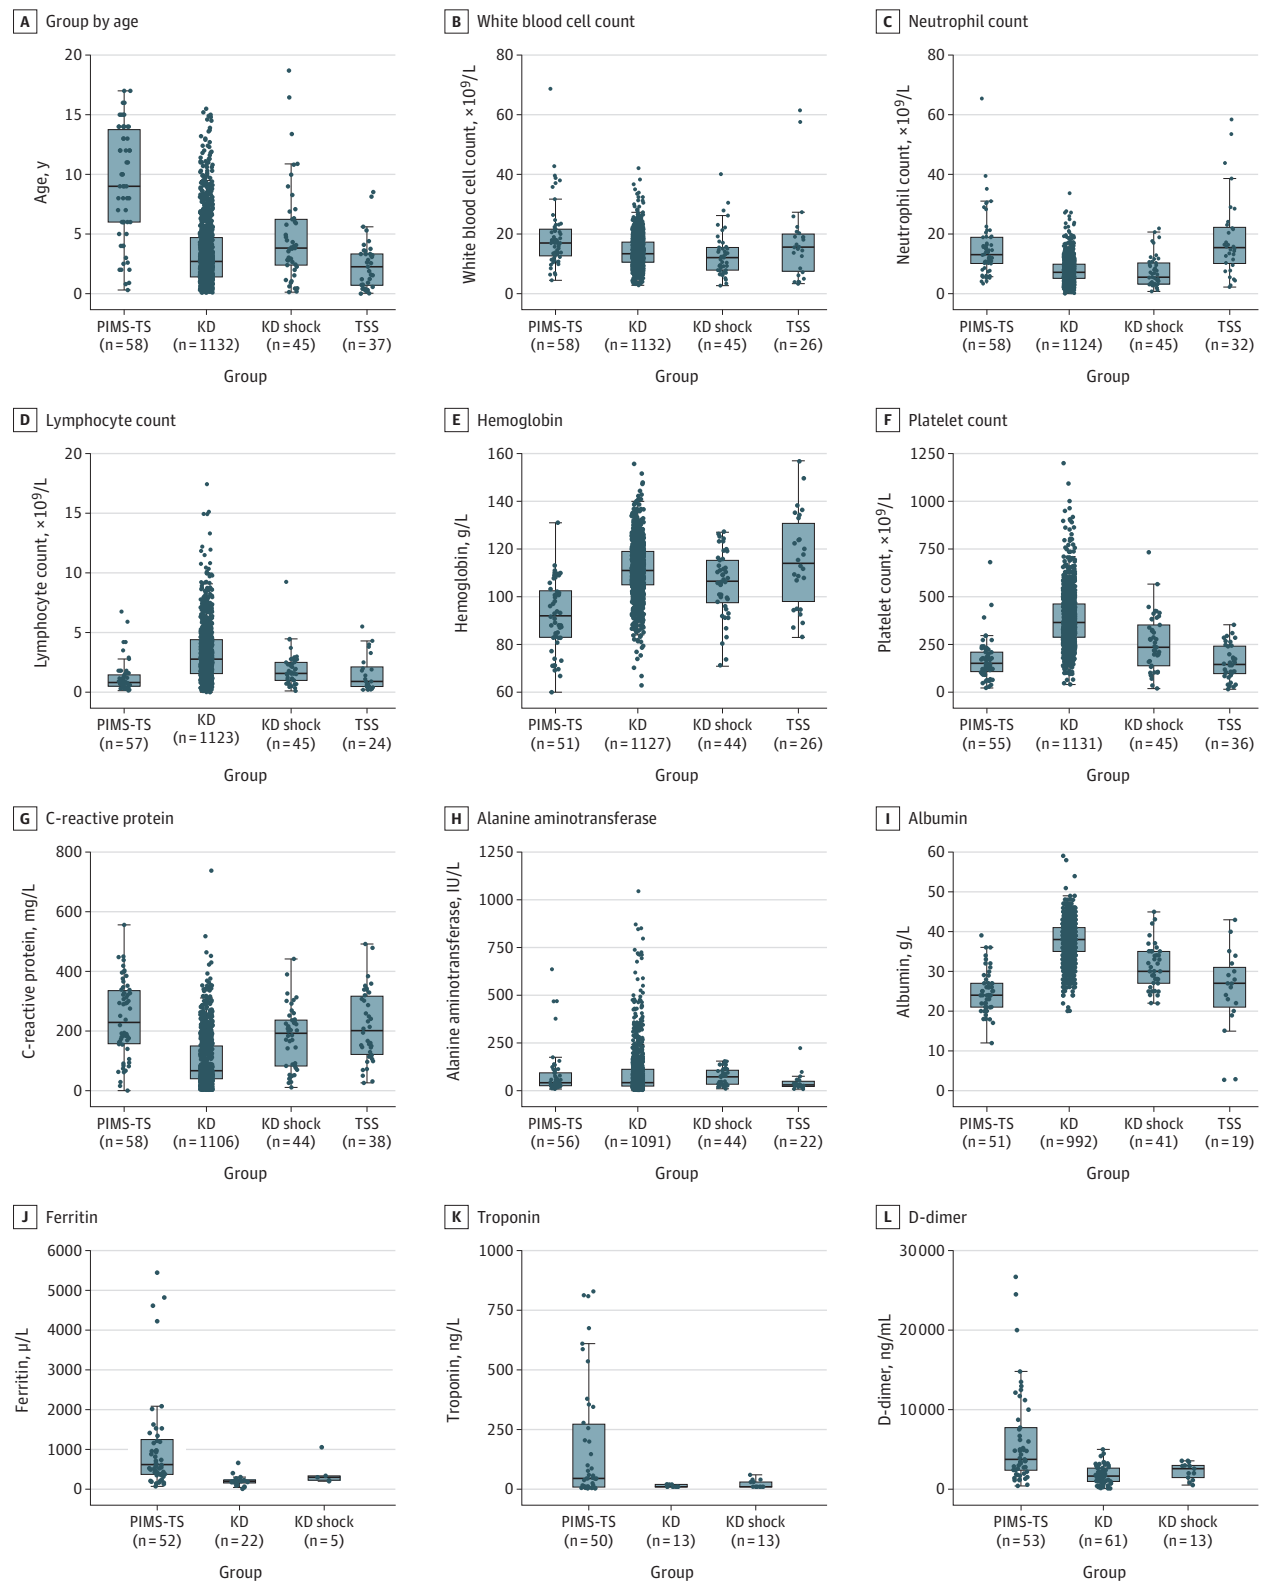 A Group by age
20
15
10
5
0
Age, y
PIMS-TS KD KD shock TSS
(n=58) (n=1132) (n=45) (n=37)
Group
B White blood cell count
80
60
40
20
0
White blood cell count, ×10⁹/L
PIMS-TS KD KD shock TSS
(n=58) (n=1132) (n=45) (n=26)
Group
C Neutrophil count
80
60
40
20
0
Neutrophil count, ×10⁹/L
PIMS-TS KD KD shock TSS
(n=58) (n=1124) (n=45) (n=32)
Group
D Lymphocyte count
20
15
10
5
0
Lymphocyte count, ×10⁹/L
PIMS-TS KD KD shock TSS
(n=57) (n=1123) (n=45) (n=24)
Group
E Hemoglobin
160
140
120
100
80
60
Hemoglobin, g/L
PIMS-TS KD KD shock TSS
(n=51) (n=1127) (n=44) (n=26)
Group
F Platelet count
1250
1000
750
500
250
0
Platelet count, ×10⁹/L
PIMS-TS KD KD shock TSS
(n=55) (n=1131) (n=45) (n=36)
Group
G C-reactive protein
800
600
400
200
0
C-reactive protein, mg/L
PIMS-TS KD KD shock TSS
(n=58) (n=1106) (n=44) (n=38)
Group
H Alanine aminotransferase
1250
1000
750
500
250
0
Alanine aminotransferase, IU/L
PIMS-TS KD KD shock TSS
(n=56) (n=1091) (n=44) (n=22)
Group
I Albumin
60
50
40
30
20
10
0
Albumin, g/L
PIMS-TS KD KD shock TSS
(n=51) (n=992) (n=41) (n=19)
Group
J Ferritin
6000
5000
4000
3000
2000
1000
0
Ferritin, μ/L
PIMS-TS KD KD shock
(n=52) (n=22) (n=5)
Group
K Troponin
1000
750
500
250
0
Troponin, ng/L
PIMS-TS KD KD shock
(n=50) (n=13) (n=13)
Group
L D-dimer
30000
20000
10000
0
D-dimer, ng/mL
PIMS-TS KD KD shock
(n=53) (n=61) (n=13)
Group